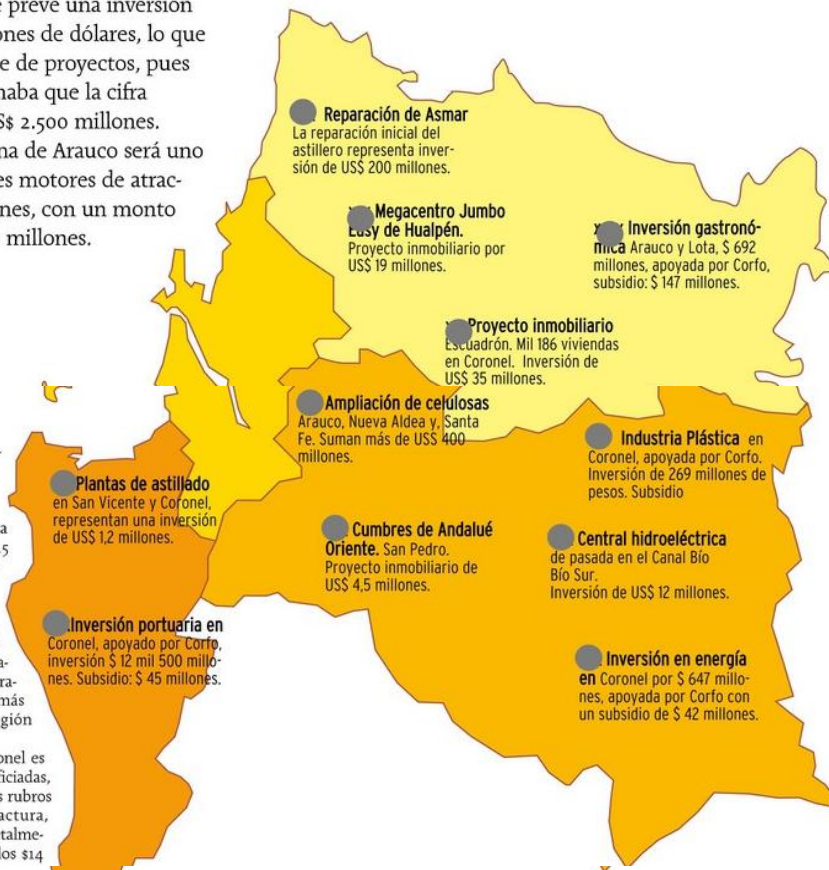 prevé una inversión
ones de dólares, lo que
e de proyectos, pues
naba que la cifra
S$ 2.500 millones.
na de Arauco será uno
es motores de atrac-
nes, con un monto
millones.
Reparación de Asmar
La reparación inicial del
astillero representa inver-
sión de US$ 200 millones.
Megacentro Jumbo
Easy de Hualpén.
Proyecto inmobiliario por
US$ 19 millones.
Inversión gastronó-
mica Arauco y Lota, $ 692
millones, apoyada por Corfo,
subsidio: $ 147 millones.
Proyecto inmobiliario
Escuadrón. Mil 186 viviendas
en Coronel. Inversión de
US$ 35 millones.
Ampliación de celulosas
Arauco, Nueva Aldea y, Santa
Fe. Suman más de US$ 400
millones.
Industria Plástica en
Coronel, apoyada por Corfo.
Inversión de 269 millones de
pesos. Subsidio
Plantas de astillado
en San Vicente y Coronel,
representan una inversión
de US$ 1,2 millones.
Cumbres de Andalué
Oriente. San Pedro.
Proyecto inmobiliario de
US$ 4,5 millones.
Central hidroeléctrica
de pasada en el Canal Bío
Bío Sur.
Inversión de US$ 12 millones.
Inversión portuaria en
Coronel, apoyado por Corfo,
inversión $ 12 mil 500 millo-
nes. Subsidio: $ 45 millones.
Inversión en energía
en Coronel por $ 647 millo-
nes, apoyada por Corfo con
un subsidio de $ 42 millones.
a
5
a-
ra-
más
gión
onel es
ficiadas,
s rubros
actura,
talme-
los $14